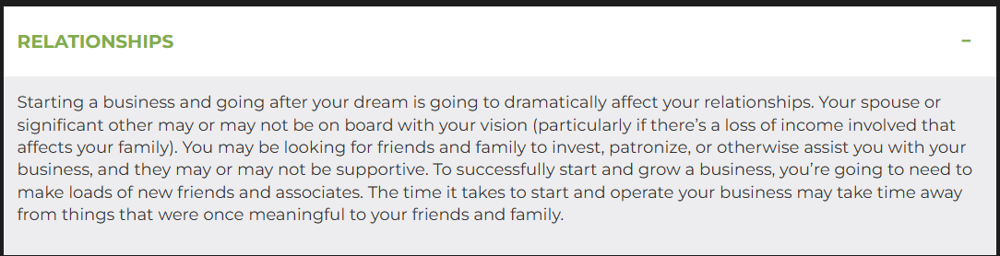 RELATIONSHIPS –
Starting a business and going after your dream is going to dramatically affect your relationships. Your spouse or
significant other may or may not be on board with your vision (particularly if there’s a loss of income involved that
affects your family). You may be looking for friends and family to invest, patronize, or otherwise assist you with your
business, and they may or may not be supportive. To successfully start and grow a business, you’re going to need to
make loads of new friends and associates. The time it takes to start and operate your business may take time away
from things that were once meaningful to your friends and family.